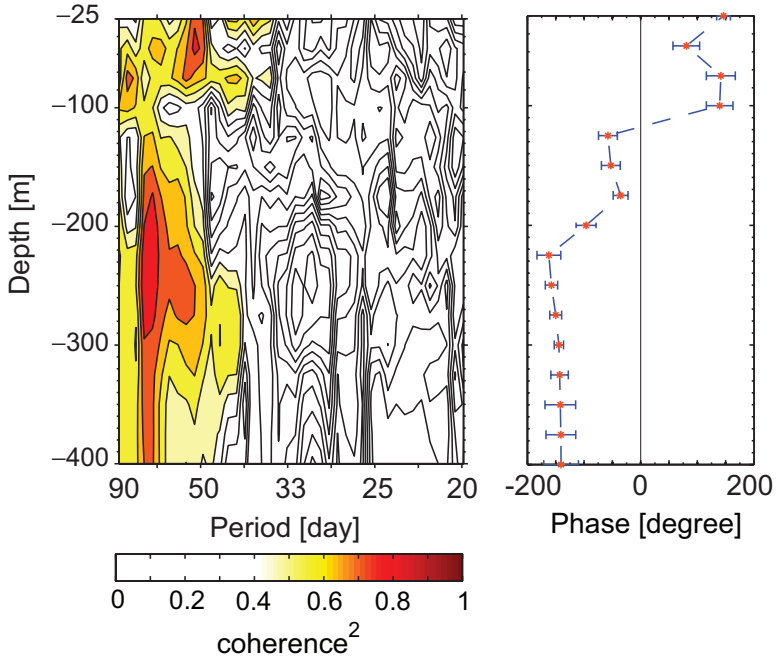 −25
−100
−200
−300
−400
Depth [m]
90 50 33 25 20
Period [day]
-200 0 200
Phase [degree]
0 0.2 0.4 0.6 0.8 1
coherence²